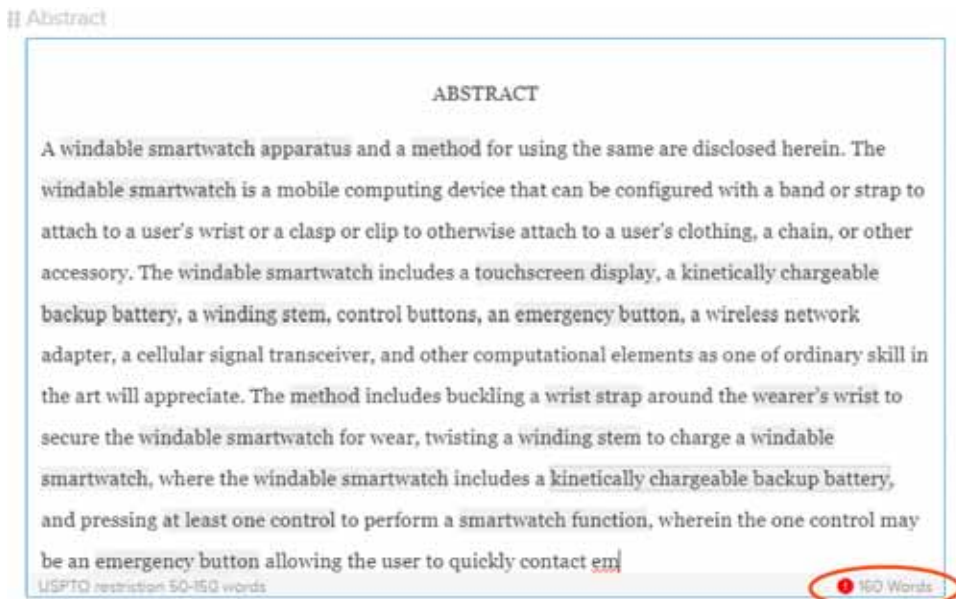 Abstract
ABSTRACT
A windable smartwatch apparatus and a method for using the same are disclosed herein. The
windable smartwatch is a mobile computing device that can be configured with a band or strap to
attach to a user's wrist or a clasp or clip to otherwise attach to a user's clothing, a chain, or other
accessory. The windable smartwatch includes a touchscreen display, a kinetically chargeable
backup battery, a winding stem, control buttons, an emergency button, a wireless network
adapter, a cellular signal transceiver, and other computational elements as one of ordinary skill in
the art will appreciate. The method includes buckling a wrist strap around the wearer's wrist to
secure the windable smartwatch for wear, twisting a winding stem to charge a windable
smartwatch, where the windable smartwatch includes a kinetically chargeable backup battery,
and pressing at least one control to perform a smartwatch function, wherein the one control may
be an emergency button allowing the user to quickly contact em
USPTO restriction 50-150 words
160 Words